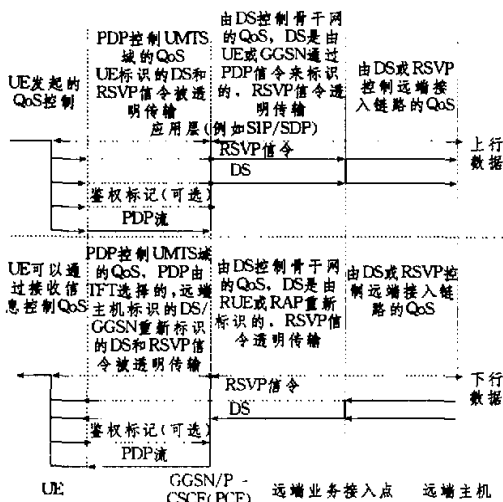 UE发起的
QoS控制
PDP控制UMTS
域的QoS
UE标识的DS和
RSVP信令被透
明传输
由DS控制骨干网
的QoS，DS是由
UE或GGSN通过
PDP信令来标识
的，RSVP信令透
明传输
由DS或RSVP
控制远端接
入链路的QoS
应用层(例如SIP/SDP)
RSVP信令
DS
鉴权标记(可选)
PDP流
上行
数据
UE可以通
过接收信
息控制QoS
PDP控制UMTS域
的QoS，PDP由
TFT选择的,远端
主机标识的DS/
GGSN重新标识
的DS和RSVP信
令被透明传输
由DS控制骨干网
的QoS，DS是由
RUE或RAP重新
标识的，RSVP信
令透明传输
由DS或RSVP控
制远端接入链
路的QoS
RSVP信令
DS
鉴权标记(可选)
PDP流
下行
数据
UE
GGSN/P-
CSCF(PCF)
远端业务接入点
远端主机